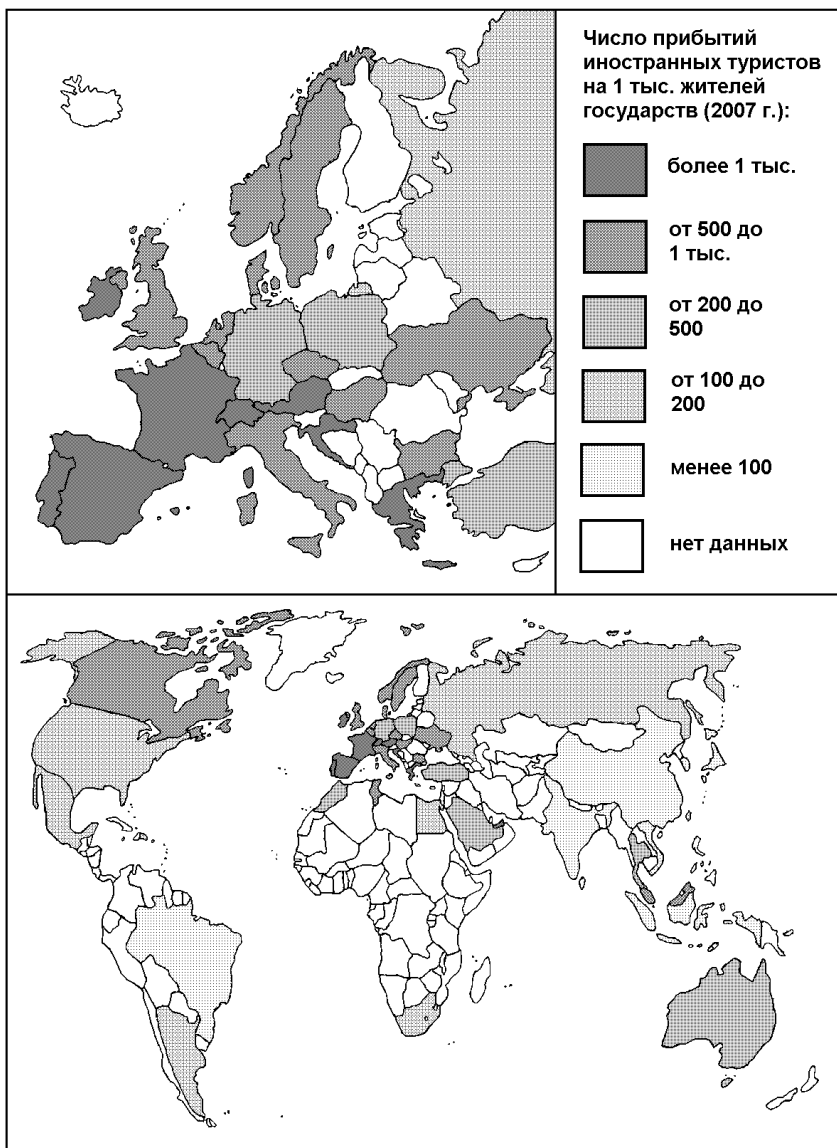 Число прибытий
иностранных туристов
на 1 тыс. жителей
государств (2007 г.):
более 1 тыс.
от 500 до
1 тыс.
от 200 до
500
от 100 до
200
менее 100
нет данных